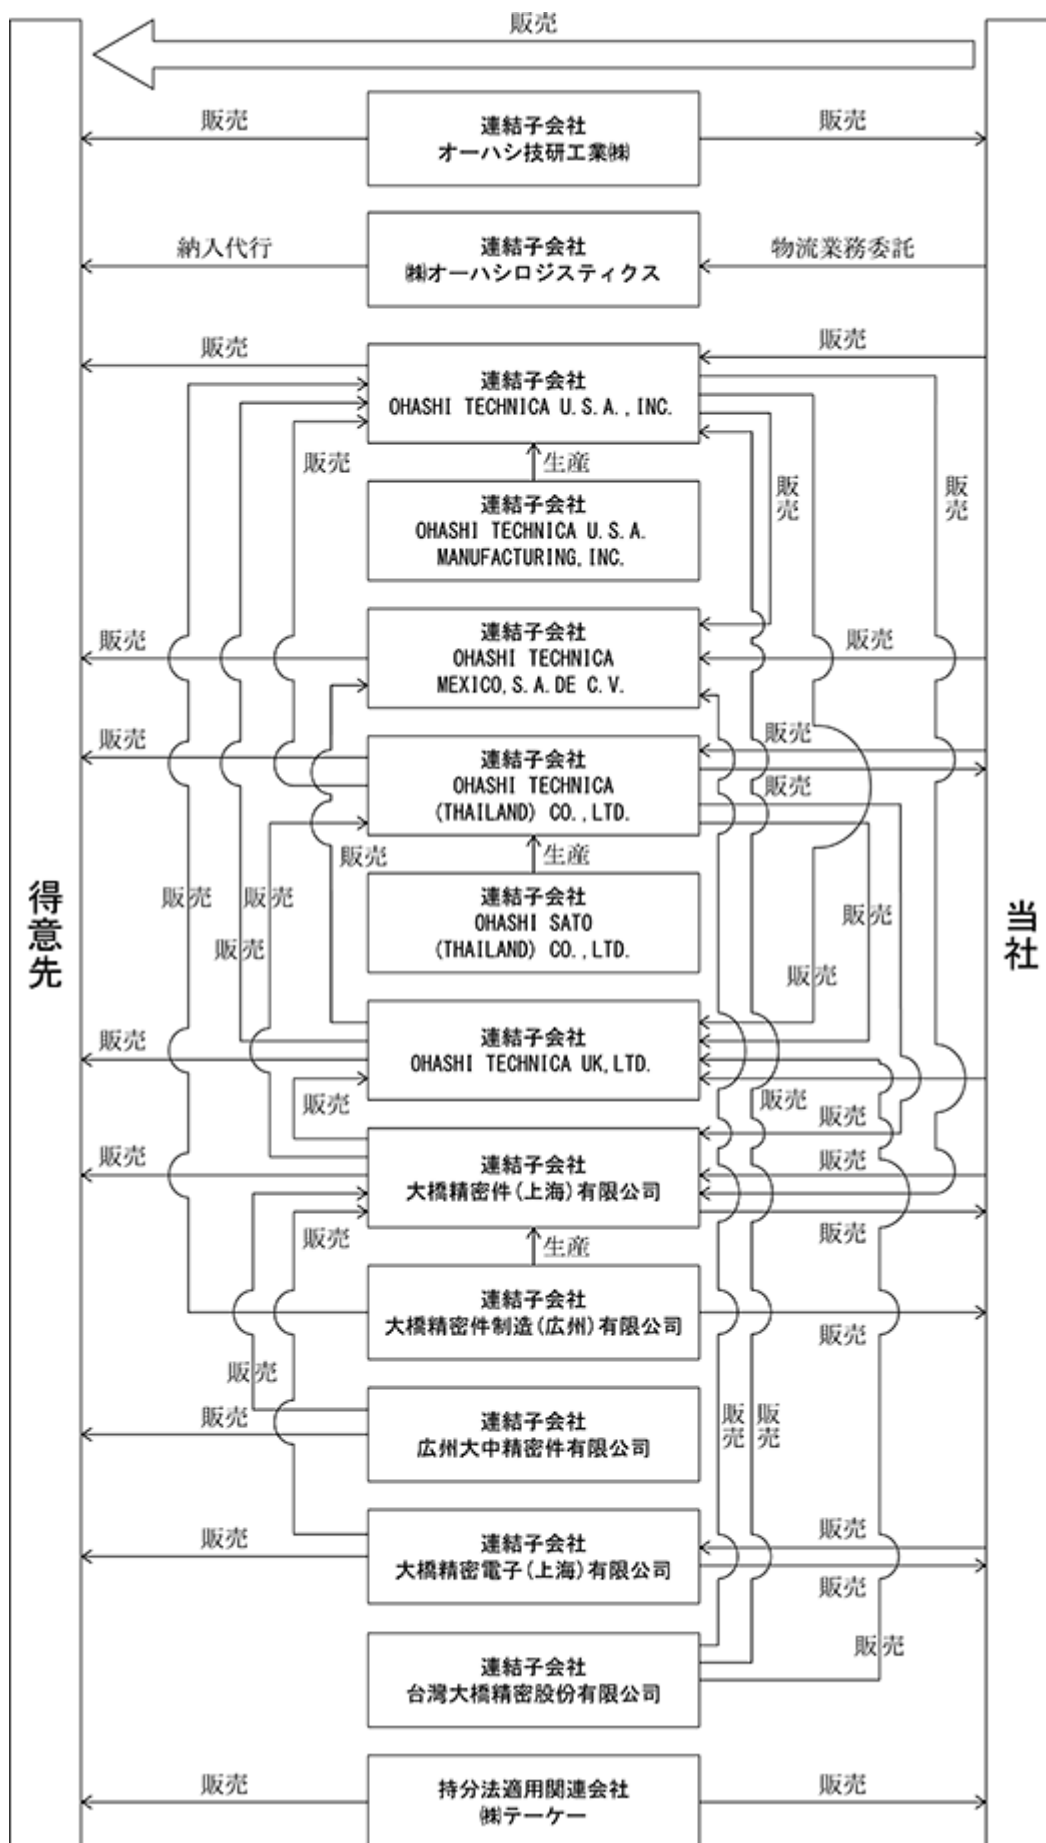 販売
連結子会社
オーハシ技研工業㈱
販売
販売
連結子会社
㈱オーハシロジスティクス
納入代行
物流業務委託
連結子会社
OHASHI TECHNICA U.S.A.,INC.
販売
販売
販売
生産
販売
販売
連結子会社
OHASHI TECHNICA U.S.A.
MANUFACTURING,INC.
連結子会社
OHASHI TECHNICA
MEXICO,S.A.DE C.V.
販売
販売
連結子会社
OHASHI TECHNICA
(THAILAND) CO.,LTD.
販売
販売
販売
販売
生産
連結子会社
OHASHI SATO
(THAILAND) CO.,LTD.
販売
販売
販売
販売
販売
得意先
当社
連結子会社
OHASHI TECHNICA UK,LTD.
販売
販売
販売
販売
連結子会社
大橋精密件(上海)有限公司
販売
販売
販売
生産
販売
連結子会社
大橋精密件制造(広州)有限公司
販売
販売
連結子会社
広州大中精密件有限公司
販売
販売
販売
連結子会社
大橋精密電子(上海)有限公司
販売
販売
販売
連結子会社
台灣大橋精密股份有限公司
販売
持分法適用関連会社
㈱テーケー
販売
販売